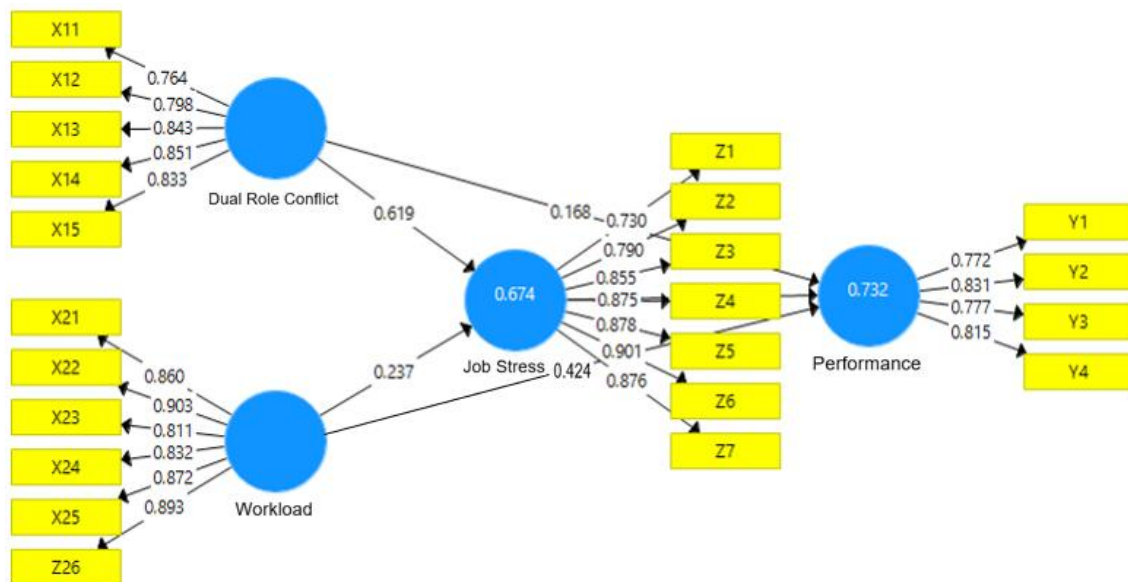 X11
X12
X13
X14
X15
0.764
0.798
0.843
0.851
0.833
Dual Role Conflict
0.619
0.168
X21
X22
X23
X24
X25
Z26
0.860
0.903
0.811
0.832
0.872
0.893
Workload
0.237
0.424
0.674
Job Stress
0.730
0.790
0.855
0.875
0.878
0.901
0.876
Z1
Z2
Z3
Z4
Z5
Z6
Z7
0.732
Performance
0.772
0.831
0.777
0.815
Y1
Y2
Y3
Y4